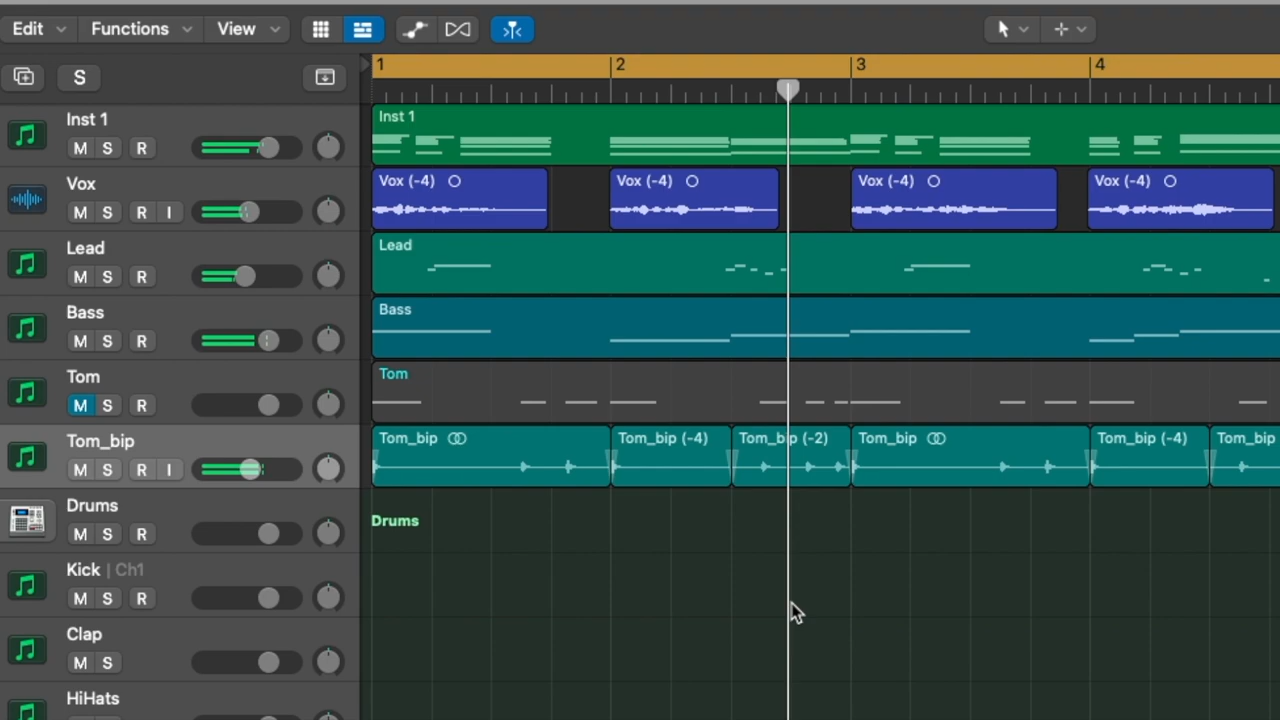 Edit Functions View
1 2 3 4
S
Inst 1
M S R
Inst 1
Vox
M S R I
Vox (-4) Vox (-4) Vox (-4) Vox (-4)
Lead
M S R
Lead
Bass
M S R
Bass
Tom
M S R
Tom
Tom_bip
M S R I
Tom_bip Tom_bip (-4) Tom_bip (-2) Tom_bip Tom_bip (-4) Tom_bip
Drums
M S R
Drums
Kick | Ch1
M S R
Clap
M S
HiHats